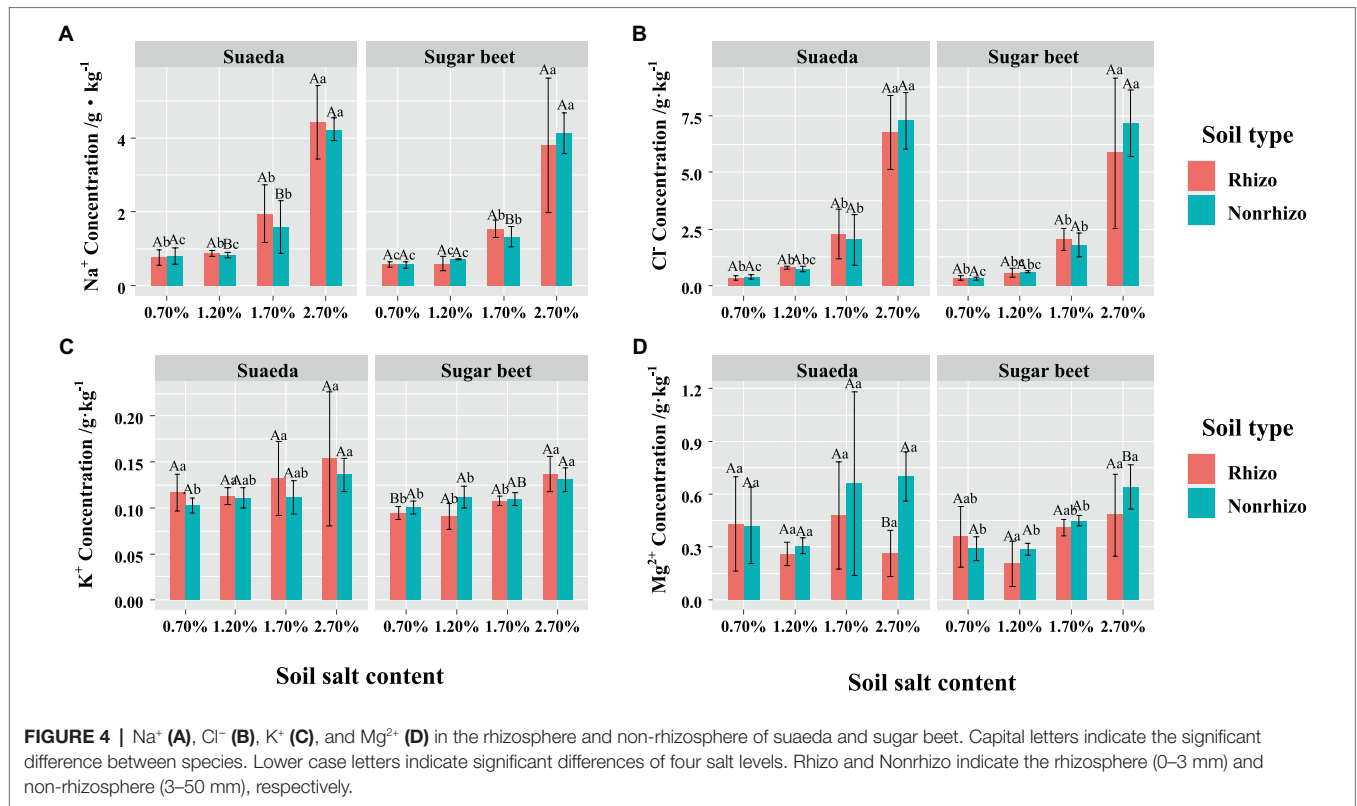 A
B
Suaeda
Sugar beet
Suaeda
Sugar beet
Na⁺ Concentration /g • kg⁻¹
4
2
0
Ab Ac Ab Bc Ab Bb Aa Aa
Ac Ac Ac Ac Ab Bb Aa Aa
0.70% 1.20% 1.70% 2.70%
0.70% 1.20% 1.70% 2.70%
Cl⁻ Concentration /g·kg⁻¹
7.5
5.0
2.5
0.0
Ab Ac Ab Abc Ab Ab Aa Aa
Ab Ac Abc Abc Ab Ab Aa Aa
0.70% 1.20% 1.70% 2.70%
0.70% 1.20% 1.70% 2.70%
Soil type
Rhizo
Nonrhizo
C
D
Suaeda
Sugar beet
Suaeda
Sugar beet
K⁺ Concentration /g·kg⁻¹
0.20
0.15
0.10
0.05
0.00
Aa Ab Aa Aab Aa Aab Aa Aa
Bb Ab Ab Ab Ab AB Aa Aa
0.70% 1.20% 1.70% 2.70%
0.70% 1.20% 1.70% 2.70%
Mg²⁺ Concentration /g·kg⁻¹
1.2
0.9
0.6
0.3
0.0
Aa Aa Aa Aa Aa Aa Ba Aa
Aab Ab Aa Ab Aab Ab Aa Ba
0.70% 1.20% 1.70% 2.70%
0.70% 1.20% 1.70% 2.70%
Soil type
Rhizo
Nonrhizo
Soil salt content
Soil salt content
FIGURE 4 | Na⁺ (A), Cl⁻ (B), K⁺ (C), and Mg²⁺ (D) in the rhizosphere and non-rhizosphere of suaeda and sugar beet. Capital letters indicate the significant
difference between species. Lower case letters indicate significant differences of four salt levels. Rhizo and Nonrhizo indicate the rhizosphere (0–3 mm) and
non-rhizosphere (3–50 mm), respectively.